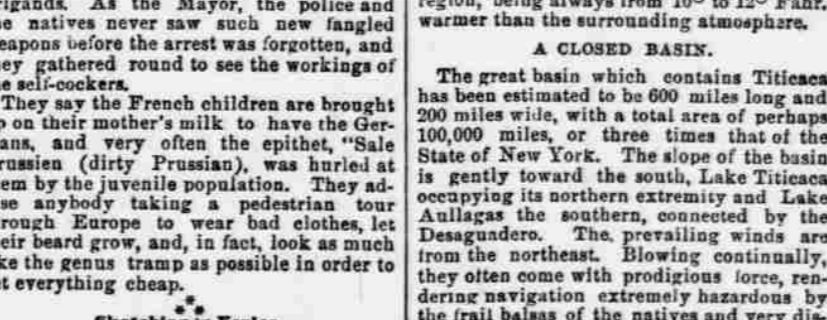 rigands. As the Mayor, the police and
e natives never saw such new fangled
eapons before the arrest was forgotten, and
ey gathered round to see the workings of
e self-cockers.
They say the French children are brought
p on their mother's milk to have the Ger-
ans, and very often the epithet, "Sale
russien (dirty Prussian), was hurled at
em by the juvenile population. They ad-
se anybody taking a pedestrian tour
rough Europe to wear bad clothes, let
eir beard grow, and, in fact, look as much
ke the genus tramp as possible in order to
t everything cheap.
region, being always from 10° to 12° Fahr.
warmer than the surrounding atmosphere.
A CLOSED BASIN.
The great basin which contains Titicaca
has been estimated to be 600 miles long and
200 miles wide, with a total area of perhaps
100,000 miles, or three times that of the
State of New York. The slope of the basin
is gently toward the south, Lake Titicaca
occupying its northern extremity and Lake
Aullagas the southern, connected by the
Desaguadero. The. prevailing winds are
from the northeast. Blowing continually,
they often come with prodigious force, ren-
dering navigation extremely hazardous by
the frail balsas of the natives and very dis-